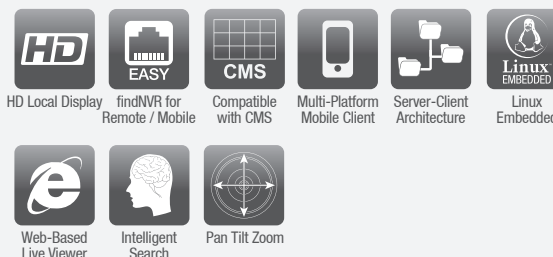 HD
EASY
CMS
Linux
EMBEDDED
HD Local Display
findNVR for
Remote / Mobile
Compatible
with CMS
Multi-Platform
Mobile Client
Server-Client
Architecture
Linux
Embedded
Web-Based
Live Viewer
Intelligent
Search
Pan Tilt Zoom